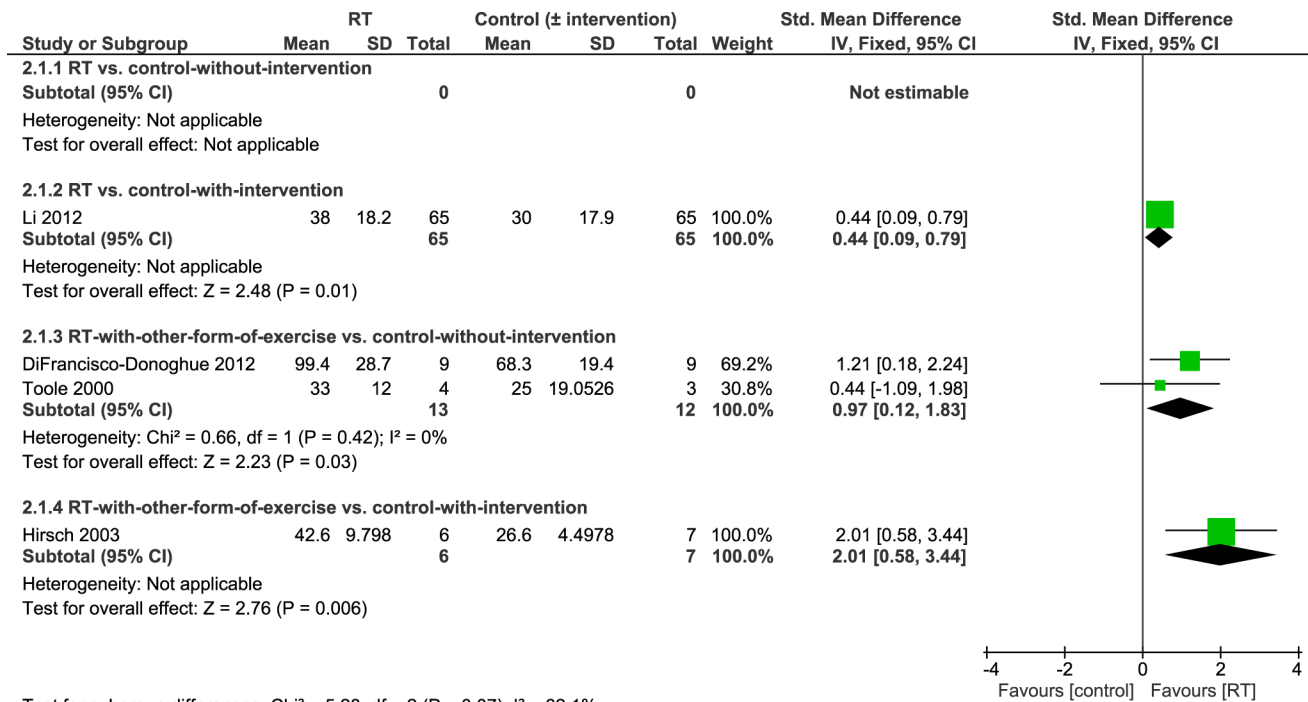 RT Control (± intervention) Std. Mean Difference Std. Mean Difference
Study or Subgroup Mean SD Total Mean SD Total Weight IV, Fixed, 95% CI IV, Fixed, 95% CI
2.1.1 RT vs. control-without-intervention
Subtotal (95% CI) 0 0 Not estimable
Heterogeneity: Not applicable
Test for overall effect: Not applicable
2.1.2 RT vs. control-with-intervention
Li 2012 38 18.2 65 30 17.9 65 100.0% 0.44 [0.09, 0.79]
Subtotal (95% CI) 65 65 100.0% 0.44 [0.09, 0.79]
Heterogeneity: Not applicable
Test for overall effect: Z = 2.48 (P = 0.01)
2.1.3 RT-with-other-form-of-exercise vs. control-without-intervention
DiFrancisco-Donoghue 2012 99.4 28.7 9 68.3 19.4 9 69.2% 1.21 [0.18, 2.24]
Toole 2000 33 12 4 25 19.0526 3 30.8% 0.44 [-1.09, 1.98]
Subtotal (95% CI) 13 12 100.0% 0.97 [0.12, 1.83]
Heterogeneity: Chi² = 0.66, df = 1 (P = 0.42); I² = 0%
Test for overall effect: Z = 2.23 (P = 0.03)
2.1.4 RT-with-other-form-of-exercise vs. control-with-intervention
Hirsch 2003 42.6 9.798 6 26.6 4.4978 7 100.0% 2.01 [0.58, 3.44]
Subtotal (95% CI) 6 7 100.0% 2.01 [0.58, 3.44]
Heterogeneity: Not applicable
Test for overall effect: Z = 2.76 (P = 0.006)
-4 -2 0 2 4
Favours [control] Favours [RT]